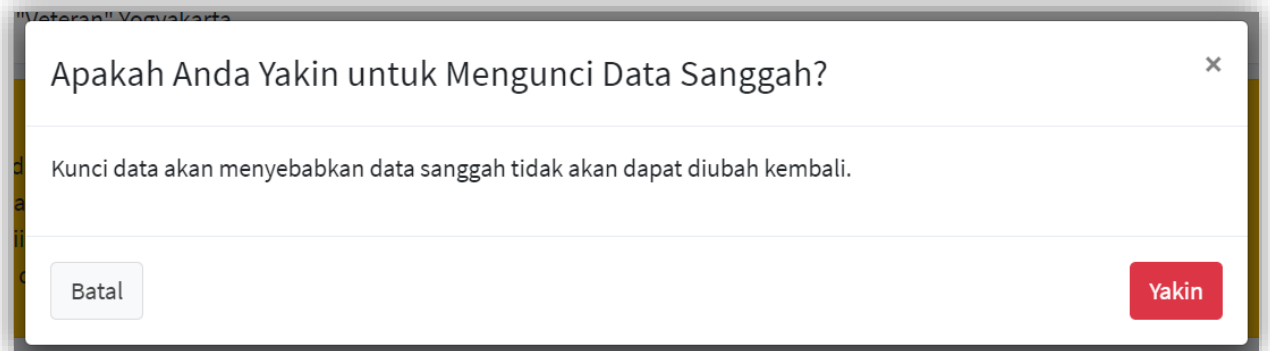 "Veteran" Yogyakarta
Apakah Anda Yakin untuk Mengunci Data Sanggah?
×
Kunci data akan menyebabkan data sanggah tidak akan dapat diubah kembali.
Batal
Yakin